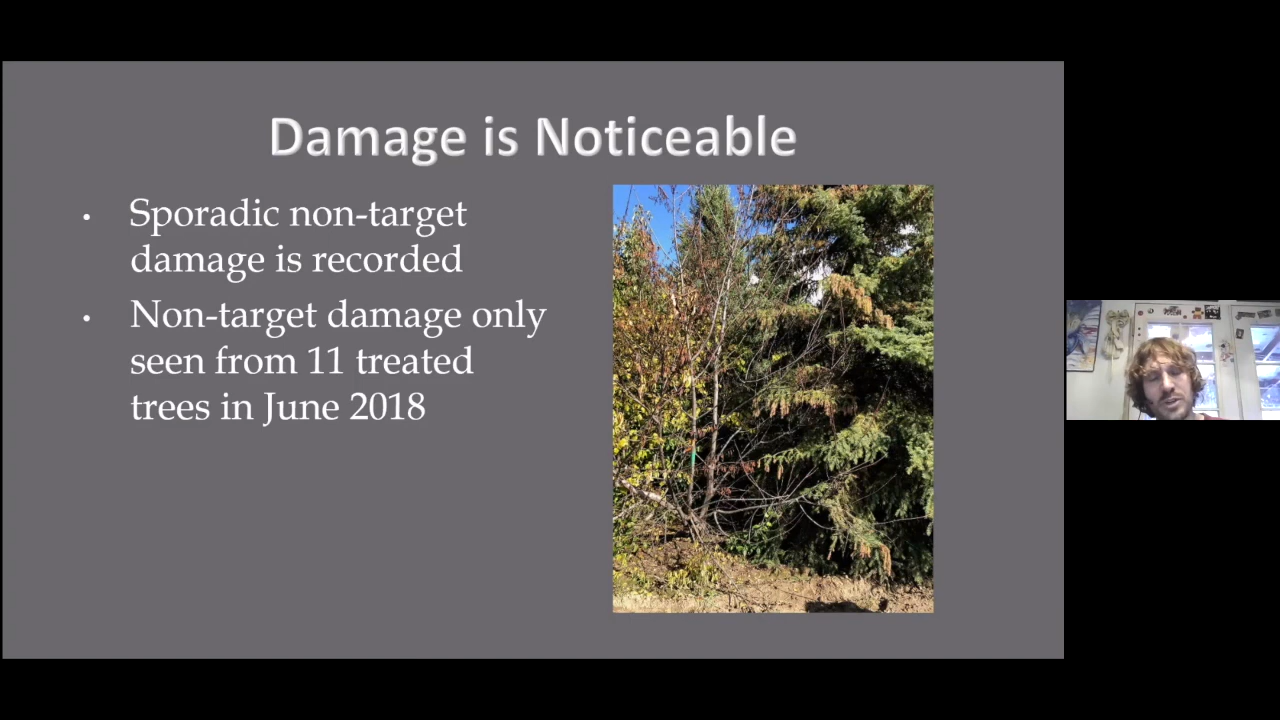 Damage is Noticeable
• Sporadic non-target
damage is recorded
• Non-target damage only
seen from 11 treated
trees in June 2018